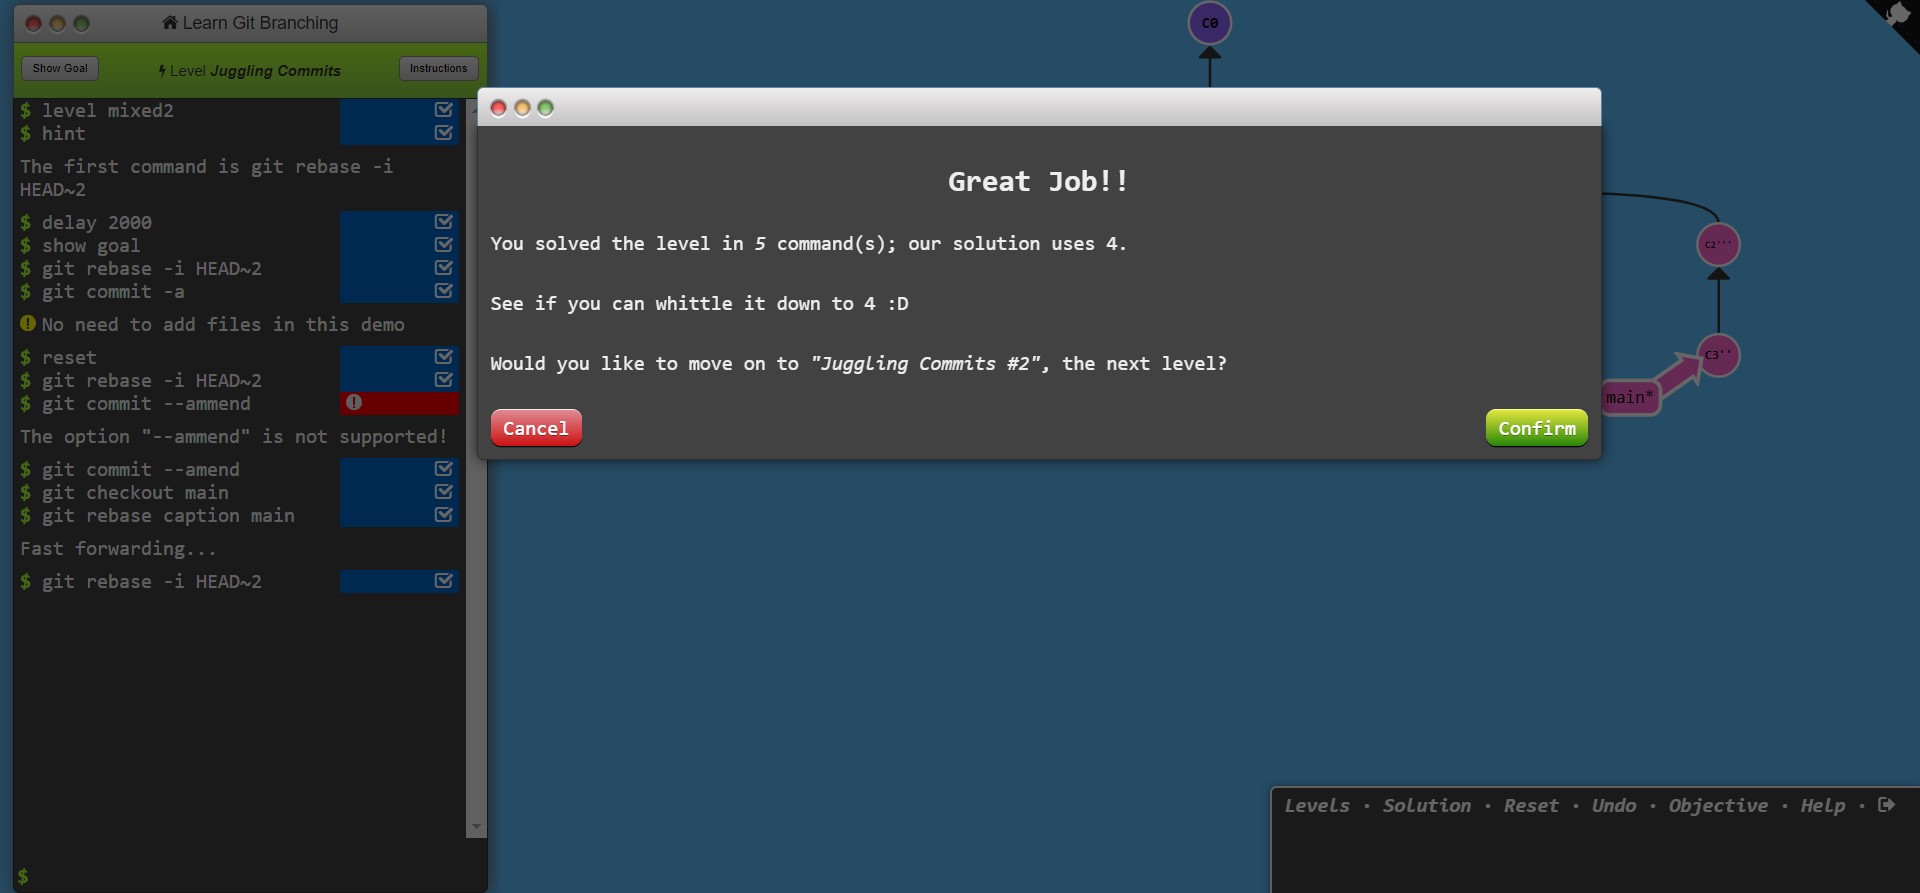 Learn Git Branching
Show Goal
Level Juggling Commits
Instructions
$ level mixed2
$ hint
The first command is git rebase -i
HEAD~2
$ delay 2000
$ show goal
$ git rebase -i HEAD~2
$ git commit -a
No need to add files in this demo
$ reset
$ git rebase -i HEAD~2
$ git commit --ammend
The option "--ammend" is not supported!
$ git commit --amend
$ git checkout main
$ git rebase caption main
Fast forwarding...
$ git rebase -i HEAD~2
$
C0
Great Job!!
You solved the level in 5 command(s); our solution uses 4.
See if you can whittle it down to 4 :D
Would you like to move on to "Juggling Commits #2", the next level?
Cancel
Confirm
C2'''
C3''
main*
Levels · Solution · Reset · Undo · Objective · Help ·